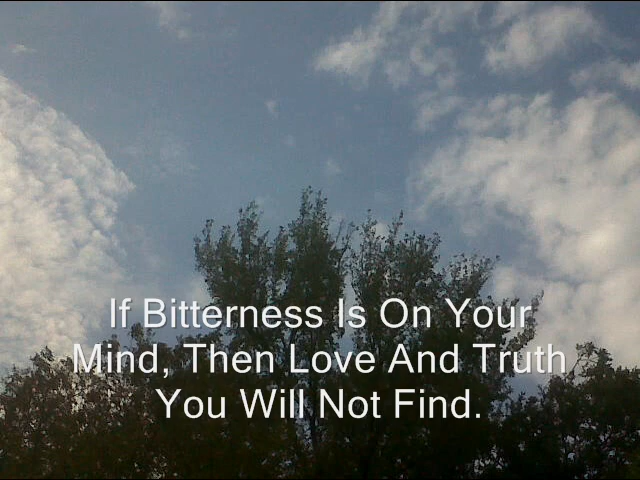 If Bitterness Is On Your
Mind, Then Love And Truth
You Will Not Find.